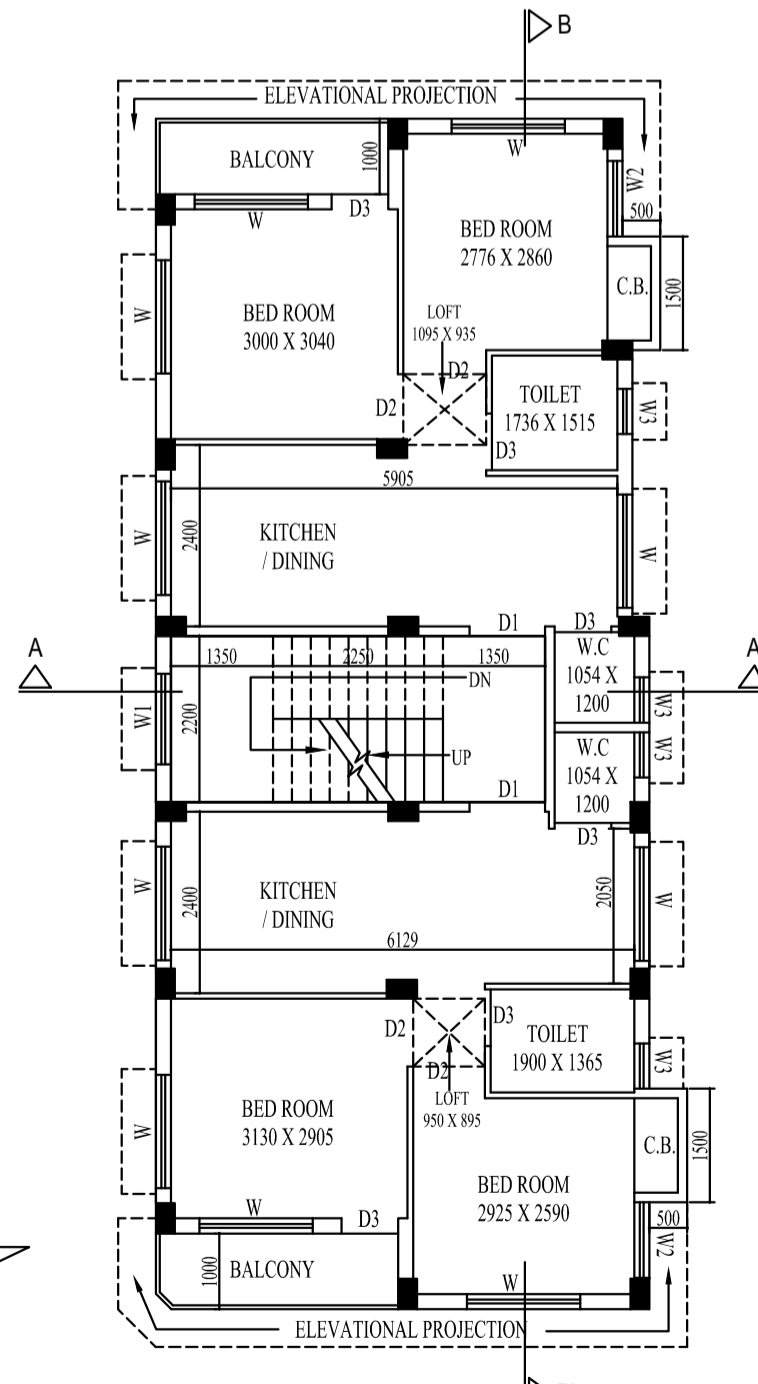 B
ELEVATIONAL PROJECTION
BALCONY
1000
W
W2
W
D3
500
BED ROOM
2776 X 2860
C.B.
1500
W
BED ROOM
3000 X 3040
LOFT
1095 X 935
D2
D2
TOILET
1736 X 1515
W3
D3
5905
W
2400
KITCHEN
/ DINING
W
D1
D3
A
A
1350
2250
1350
W.C
1054 X
1200
DN
W1
2200
W3
W3
UP
W.C
1054 X
1200
D1
D3
W
2400
KITCHEN
/ DINING
2050
W
6129
D2
D3
TOILET
1900 X 1365
W3
D2
LOFT
950 X 895
W
BED ROOM
3130 X 2905
C.B.
1500
BED ROOM
2925 X 2590
W
D3
500
W2
1000
BALCONY
W
ELEVATIONAL PROJECTION